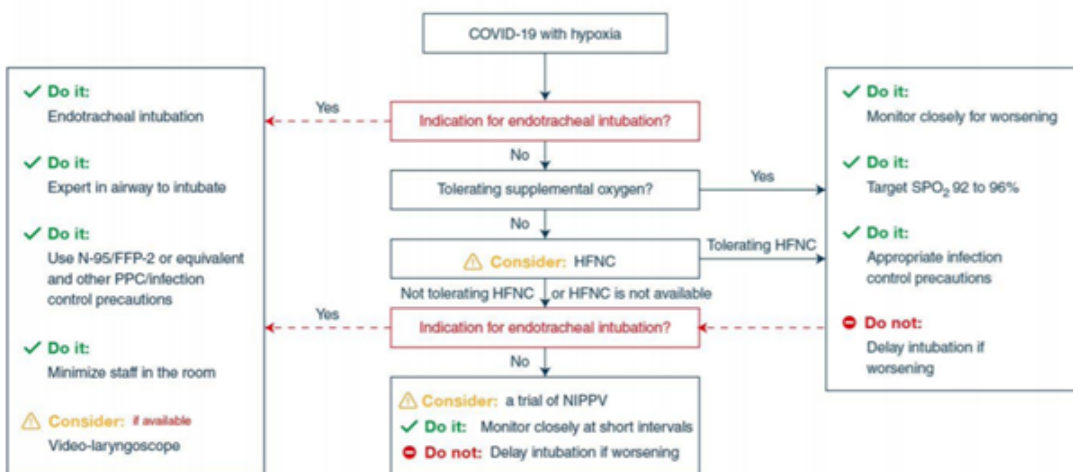 COVID-19 with hypoxia
Indication for endotracheal intubation?
Yes
No
Tolerating supplemental oxygen?
Yes
No
Consider: HFNC
Tolerating HFNC
Not tolerating HFNC or HFNC is not available
Indication for endotracheal intubation?
Yes
No
Consider: a trial of NIPPV
Do it: Monitor closely at short intervals
Do not: Delay intubation if worsening
Do it:
Endotracheal intubation
Do it:
Expert in airway to intubate
Do it:
Use N-95/FFP-2 or equivalent
and other PPC/infection
control precautions
Do it:
Minimize staff in the room
Consider: if available
Video-laryngoscope
Do it:
Monitor closely for worsening
Do it:
Target SPO2 92 to 96%
Do it:
Appropriate infection
control precautions
Do not:
Delay intubation if
worsening